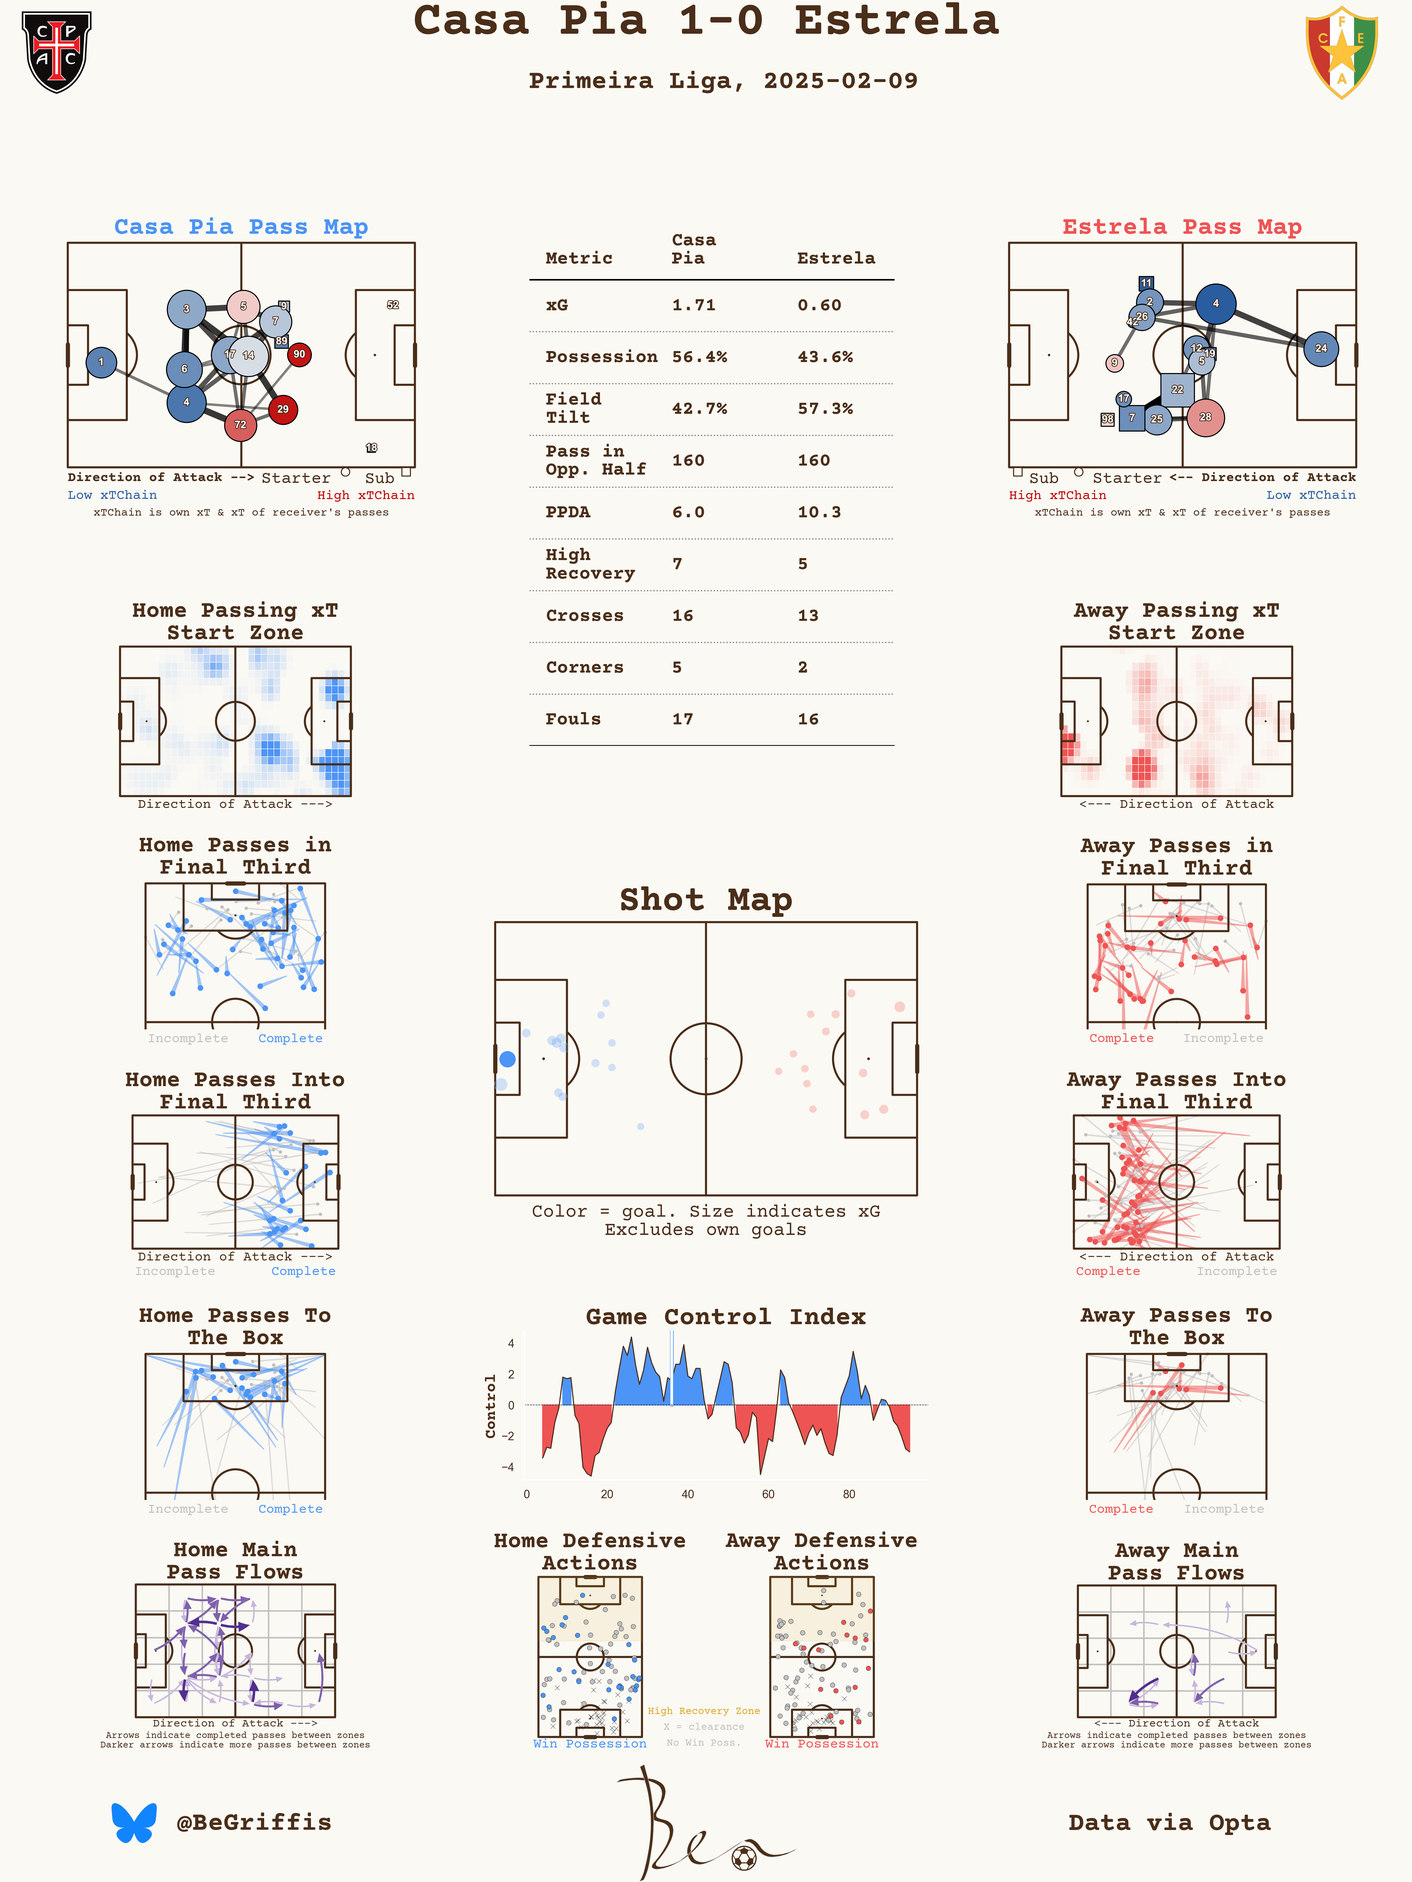 Casa Pia 1-0 Estrela
Primeira Liga, 2025-02-09
C P
A C
F
C E
A
Casa Pia Pass Map
1
3
6
4
17
14
5
72
7
9
89
90
29
52
18
Direction of Attack --> Starter Sub
Low xTChain High xTChain
xTChain is own xT & xT of receiver's passes
Metric Casa Pia Estrela
xG 1.71 0.60
Possession 56.4% 43.6%
Field Tilt 42.7% 57.3%
Pass in Opp. Half 160 160
PPDA 6.0 10.3
High Recovery 7 5
Crosses 16 13
Corners 5 2
Fouls 17 16
Estrela Pass Map
11
2
26
42
4
9
12
19
5
24
22
17
7
25
28
98
Sub Starter <-- Direction of Attack
High xTChain Low xTChain
xTChain is own xT & xT of receiver's passes
Home Passing xT
Start Zone
Direction of Attack --->
Away Passing xT
Start Zone
<--- Direction of Attack
Home Passes in
Final Third
Incomplete Complete
Away Passes in
Final Third
Complete Incomplete
Shot Map
Color = goal. Size indicates xG
Excludes own goals
Home Passes Into
Final Third
Direction of Attack --->
Incomplete Complete
Away Passes Into
Final Third
<--- Direction of Attack
Complete Incomplete
Home Passes To
The Box
Incomplete Complete
Game Control Index
Control
4
2
0
−2
−4
0 20 40 60 80
Away Passes To
The Box
Complete Incomplete
Home Main
Pass Flows
Direction of Attack --->
Arrows indicate completed passes between zones
Darker arrows indicate more passes between zones
Home Defensive
Actions
Win Possession
High Recovery Zone
X = clearance
No Win Poss.
Away Defensive
Actions
Win Possession
Away Main
Pass Flows
<--- Direction of Attack
Arrows indicate completed passes between zones
Darker arrows indicate more passes between zones
@BeGriffis
Ben
Data via Opta